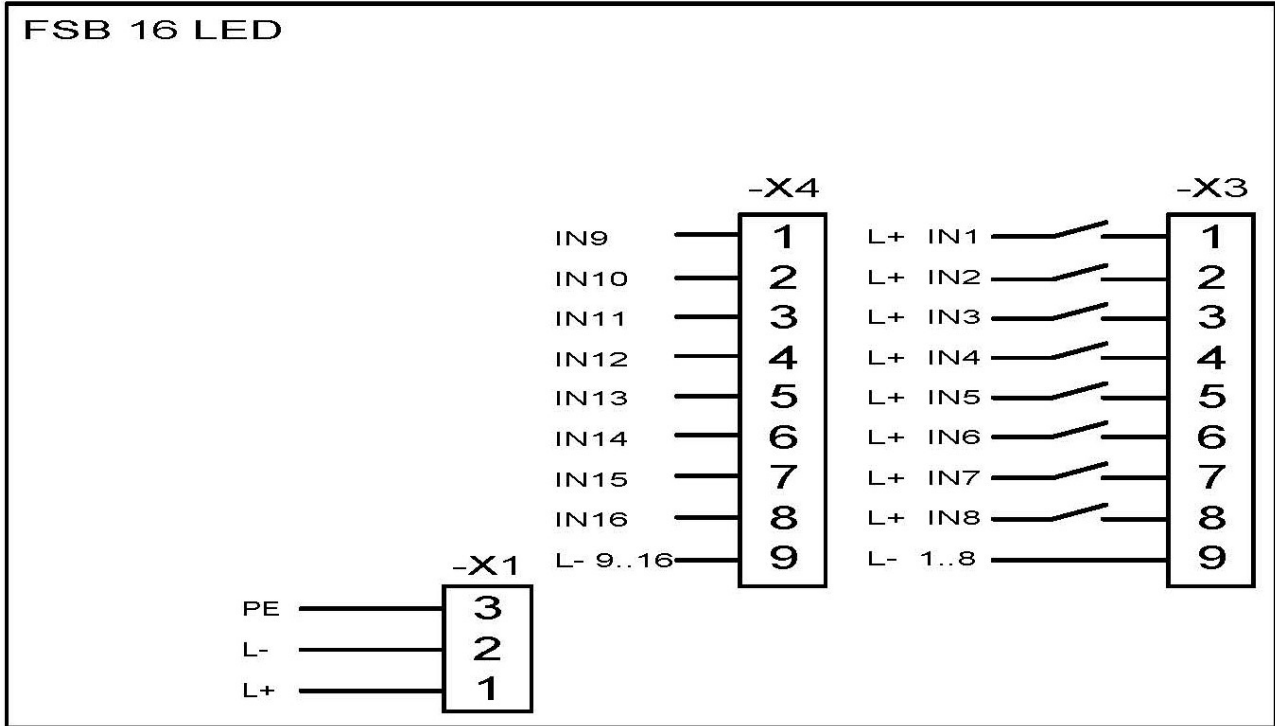 FSB 16 LED
-X4
IN9 1
IN10 2
IN11 3
IN12 4
IN13 5
IN14 6
IN15 7
IN16 8
L- 9..16 9
-X3
L+ IN1 1
L+ IN2 2
L+ IN3 3
L+ IN4 4
L+ IN5 5
L+ IN6 6
L+ IN7 7
L+ IN8 8
L- 1..8 9
-X1
PE 3
L- 2
L+ 1